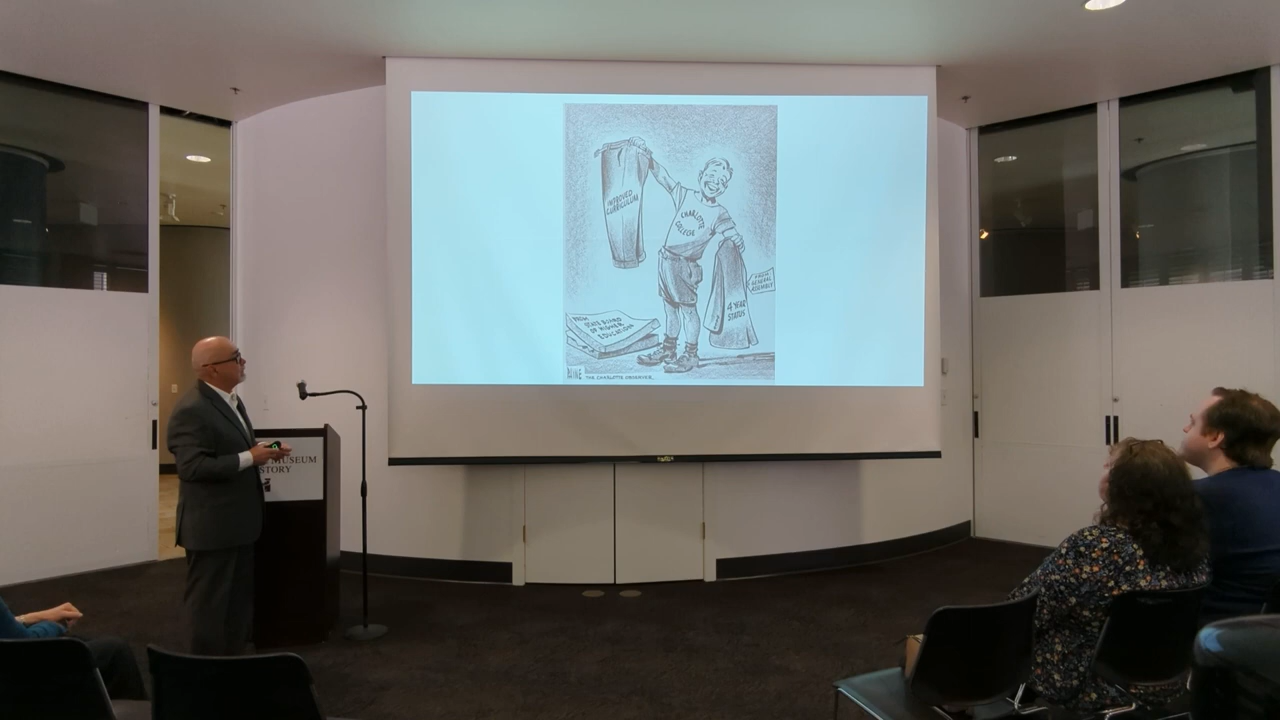 IMPROVED
CURRICULUM
CHARLOTTE
COLLEGE
FROM
GENERAL
ASSEMBLY
4 YEAR
STATUS
FROM
STATE BOARD
OF HIGHER
EDUCATION
THE CHARLOTTE OBSERVER
MUSEUM
STORY